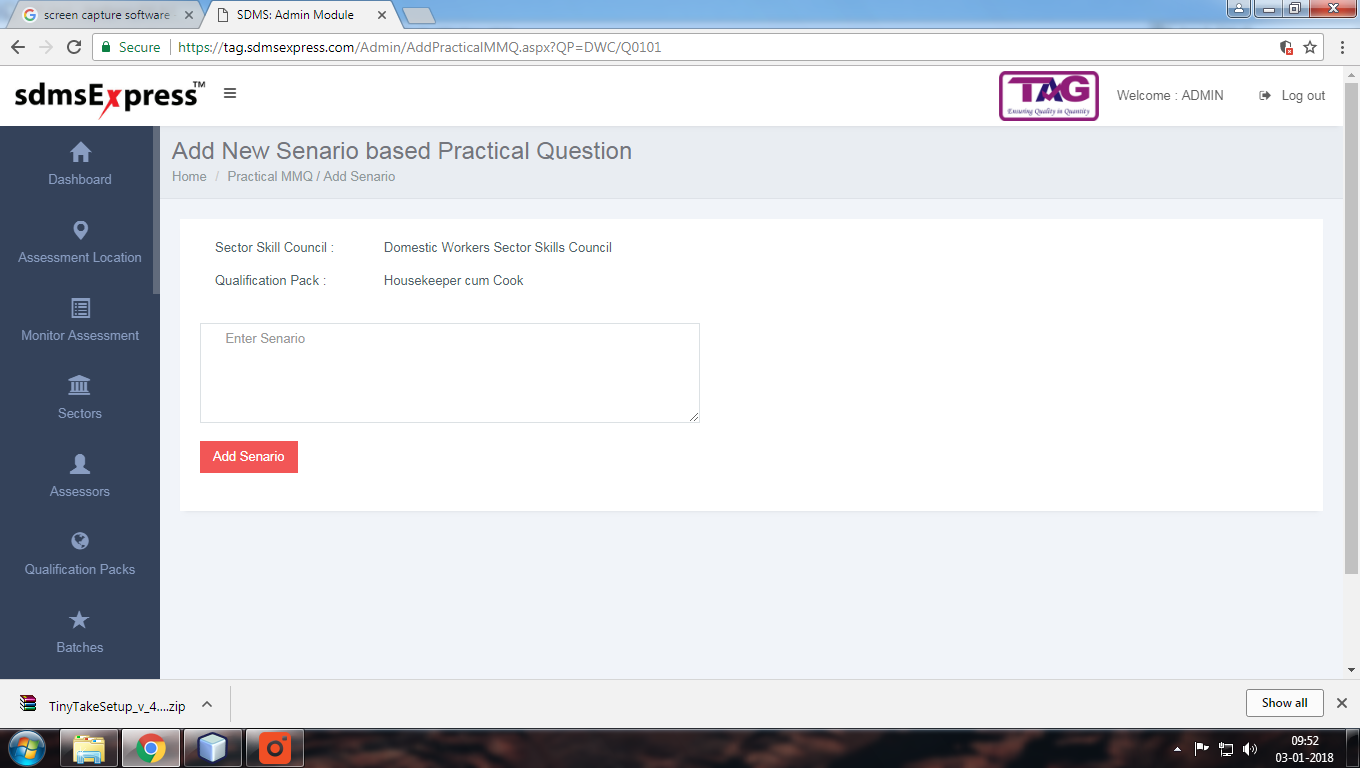 screen capture software
SDMS: Admin Module
Secure
https://tag.sdmsexpress.com/Admin/AddPracticalMMQ.aspx?QP=DWC/Q0101
sdmsExpress™
TAG
Ensuring Quality in Quantity
Welcome : ADMIN
Log out
Dashboard
Assessment Location
Monitor Assessment
Sectors
Assessors
Qualification Packs
Batches
Add New Senario based Practical Question
Home / Practical MMQ / Add Senario
Sector Skill Council : Domestic Workers Sector Skills Council
Qualification Pack : Housekeeper cum Cook
Enter Senario
Add Senario
TinyTakeSetup_v_4....zip
Show all
09:52
03-01-2018